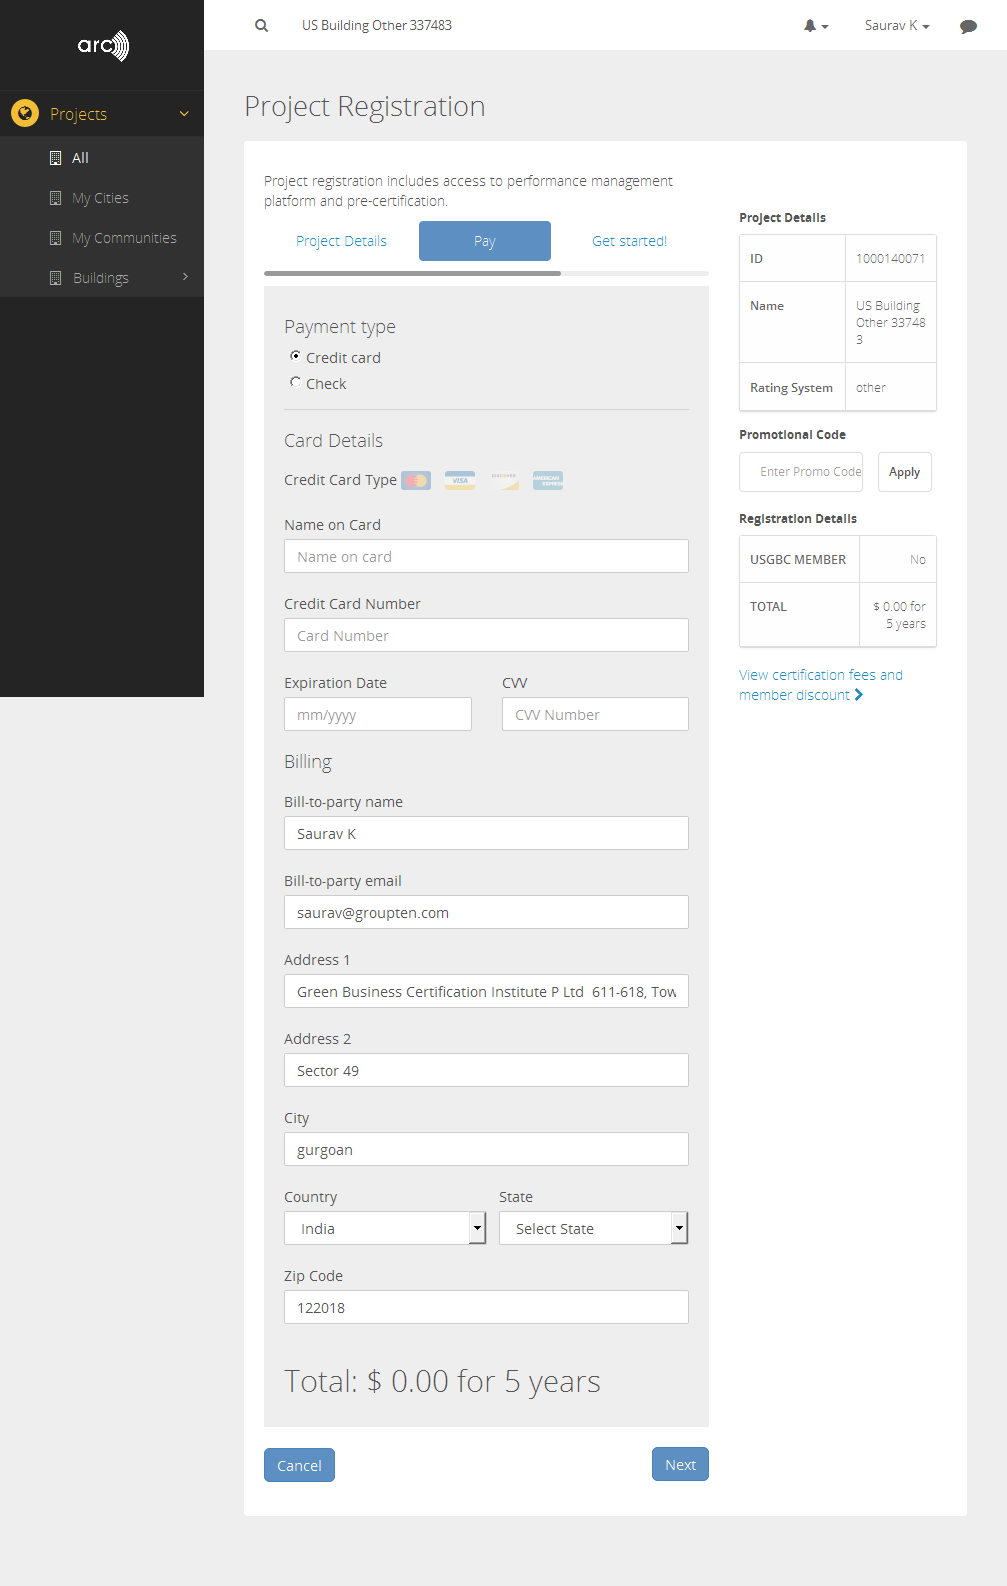 arc
US Building Other 337483
Saurav K
Projects
All
My Cities
My Communities
Buildings
Project Registration
Project registration includes access to performance management
platform and pre-certification.
Project Details
Pay
Get started!
Payment type
Credit card
Check
Card Details
Credit Card Type
VISA
DISCOVER
AMERICAN
EXPRESS
Name on Card
Name on card
Credit Card Number
Card Number
Expiration Date
CVV
mm/yyyy
CVV Number
Billing
Bill-to-party name
Saurav K
Bill-to-party email
saurav@groupten.com
Address 1
Green Business Certification Institute P Ltd  611-618, Tow
Address 2
Sector 49
City
gurgoan
Country
State
India
Select State
Zip Code
122018
Total: $ 0.00 for 5 years
Cancel
Next
Project Details
ID
1000140071
Name
US Building
Other 33748
3
Rating System
other
Promotional Code
Enter Promo Code
Apply
Registration Details
USGBC MEMBER
No
TOTAL
$ 0.00 for
5 years
View certification fees and
member discount